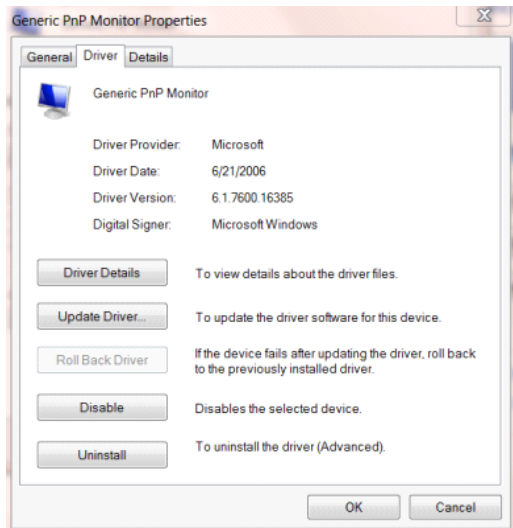 Generic PnP Monitor Properties
General Driver Details
Generic PnP Monitor
Driver Provider: Microsoft
Driver Date: 6/21/2006
Driver Version: 6.1.7600.16385
Digital Signer: Microsoft Windows
Driver Details To view details about the driver files.
Update Driver... To update the driver software for this device.
Roll Back Driver If the device fails after updating the driver, roll back
to the previously installed driver.
Disable Disables the selected device.
Uninstall To uninstall the driver (Advanced).
OK Cancel